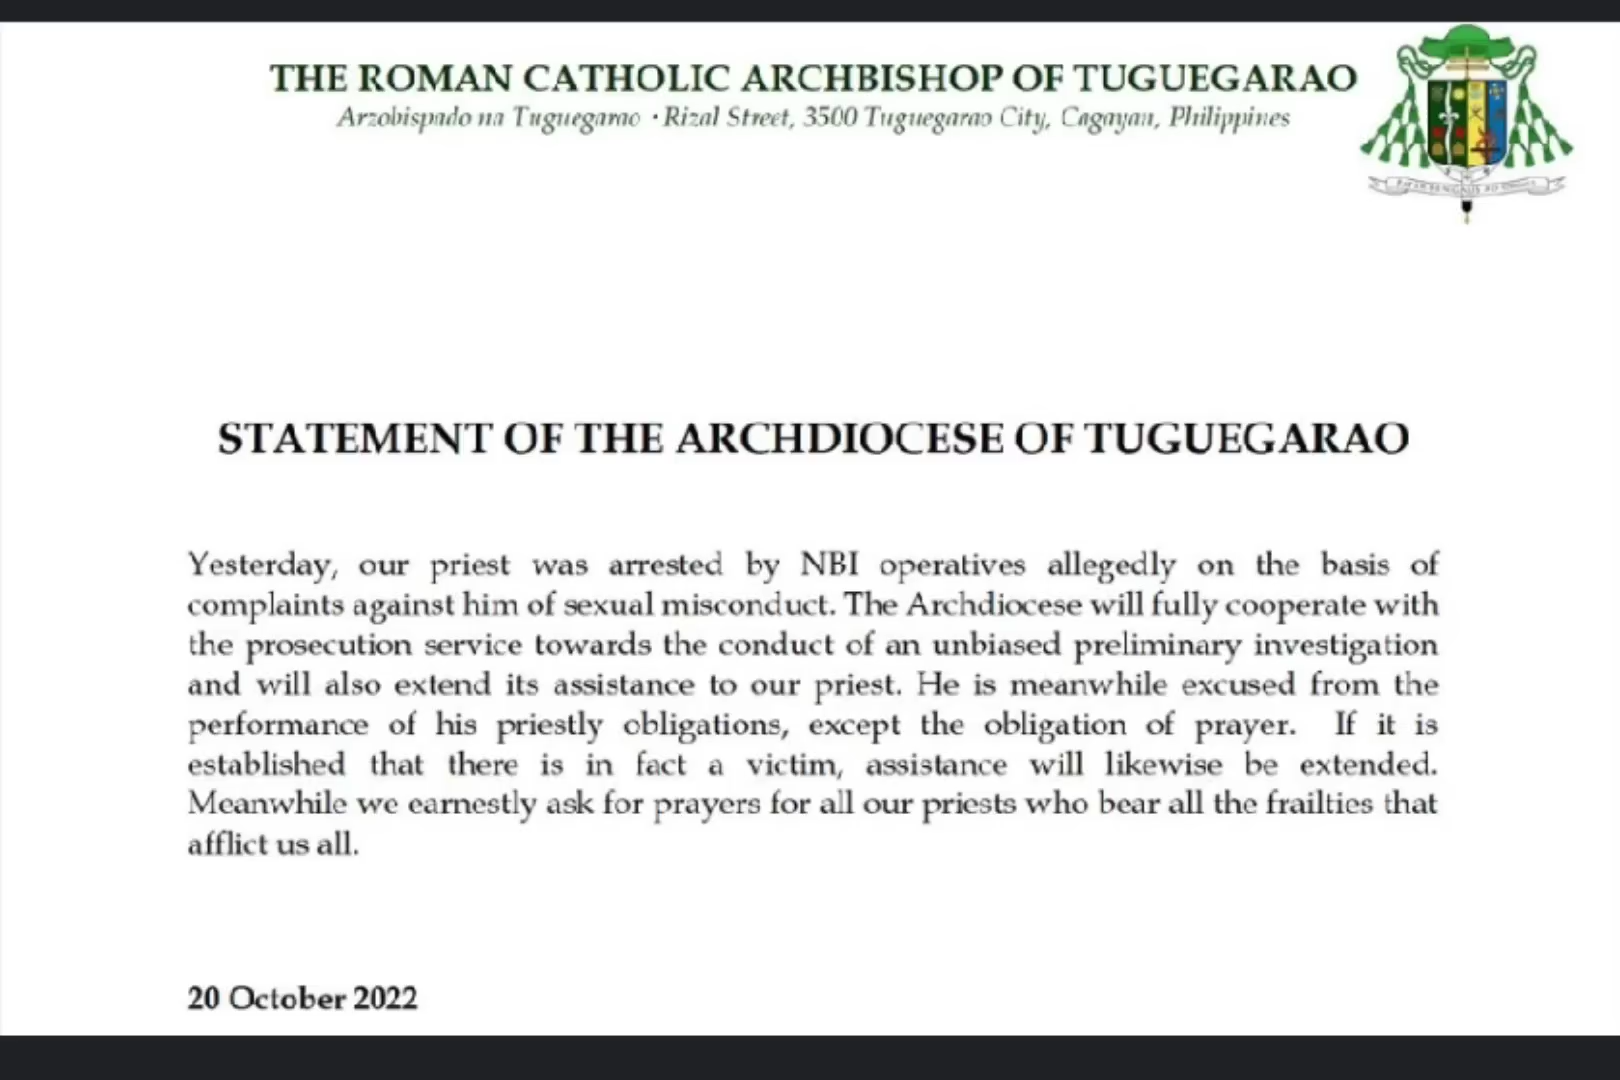 THE ROMAN CATHOLIC ARCHBISHOP OF TUGUEGARAO
Arzobispado na Tuguegarao · Rizal Street, 3500 Tuguegarao City, Cagayan, Philippines
STATEMENT OF THE ARCHDIOCESE OF TUGUEGARAO
Yesterday, our priest was arrested by NBI operatives allegedly on the basis of
complaints against him of sexual misconduct. The Archdiocese will fully cooperate with
the prosecution service towards the conduct of an unbiased preliminary investigation
and will also extend its assistance to our priest. He is meanwhile excused from the
performance of his priestly obligations, except the obligation of prayer. If it is
established that there is in fact a victim, assistance will likewise be extended.
Meanwhile we earnestly ask for prayers for all our priests who bear all the frailties that
afflict us all.
20 October 2022